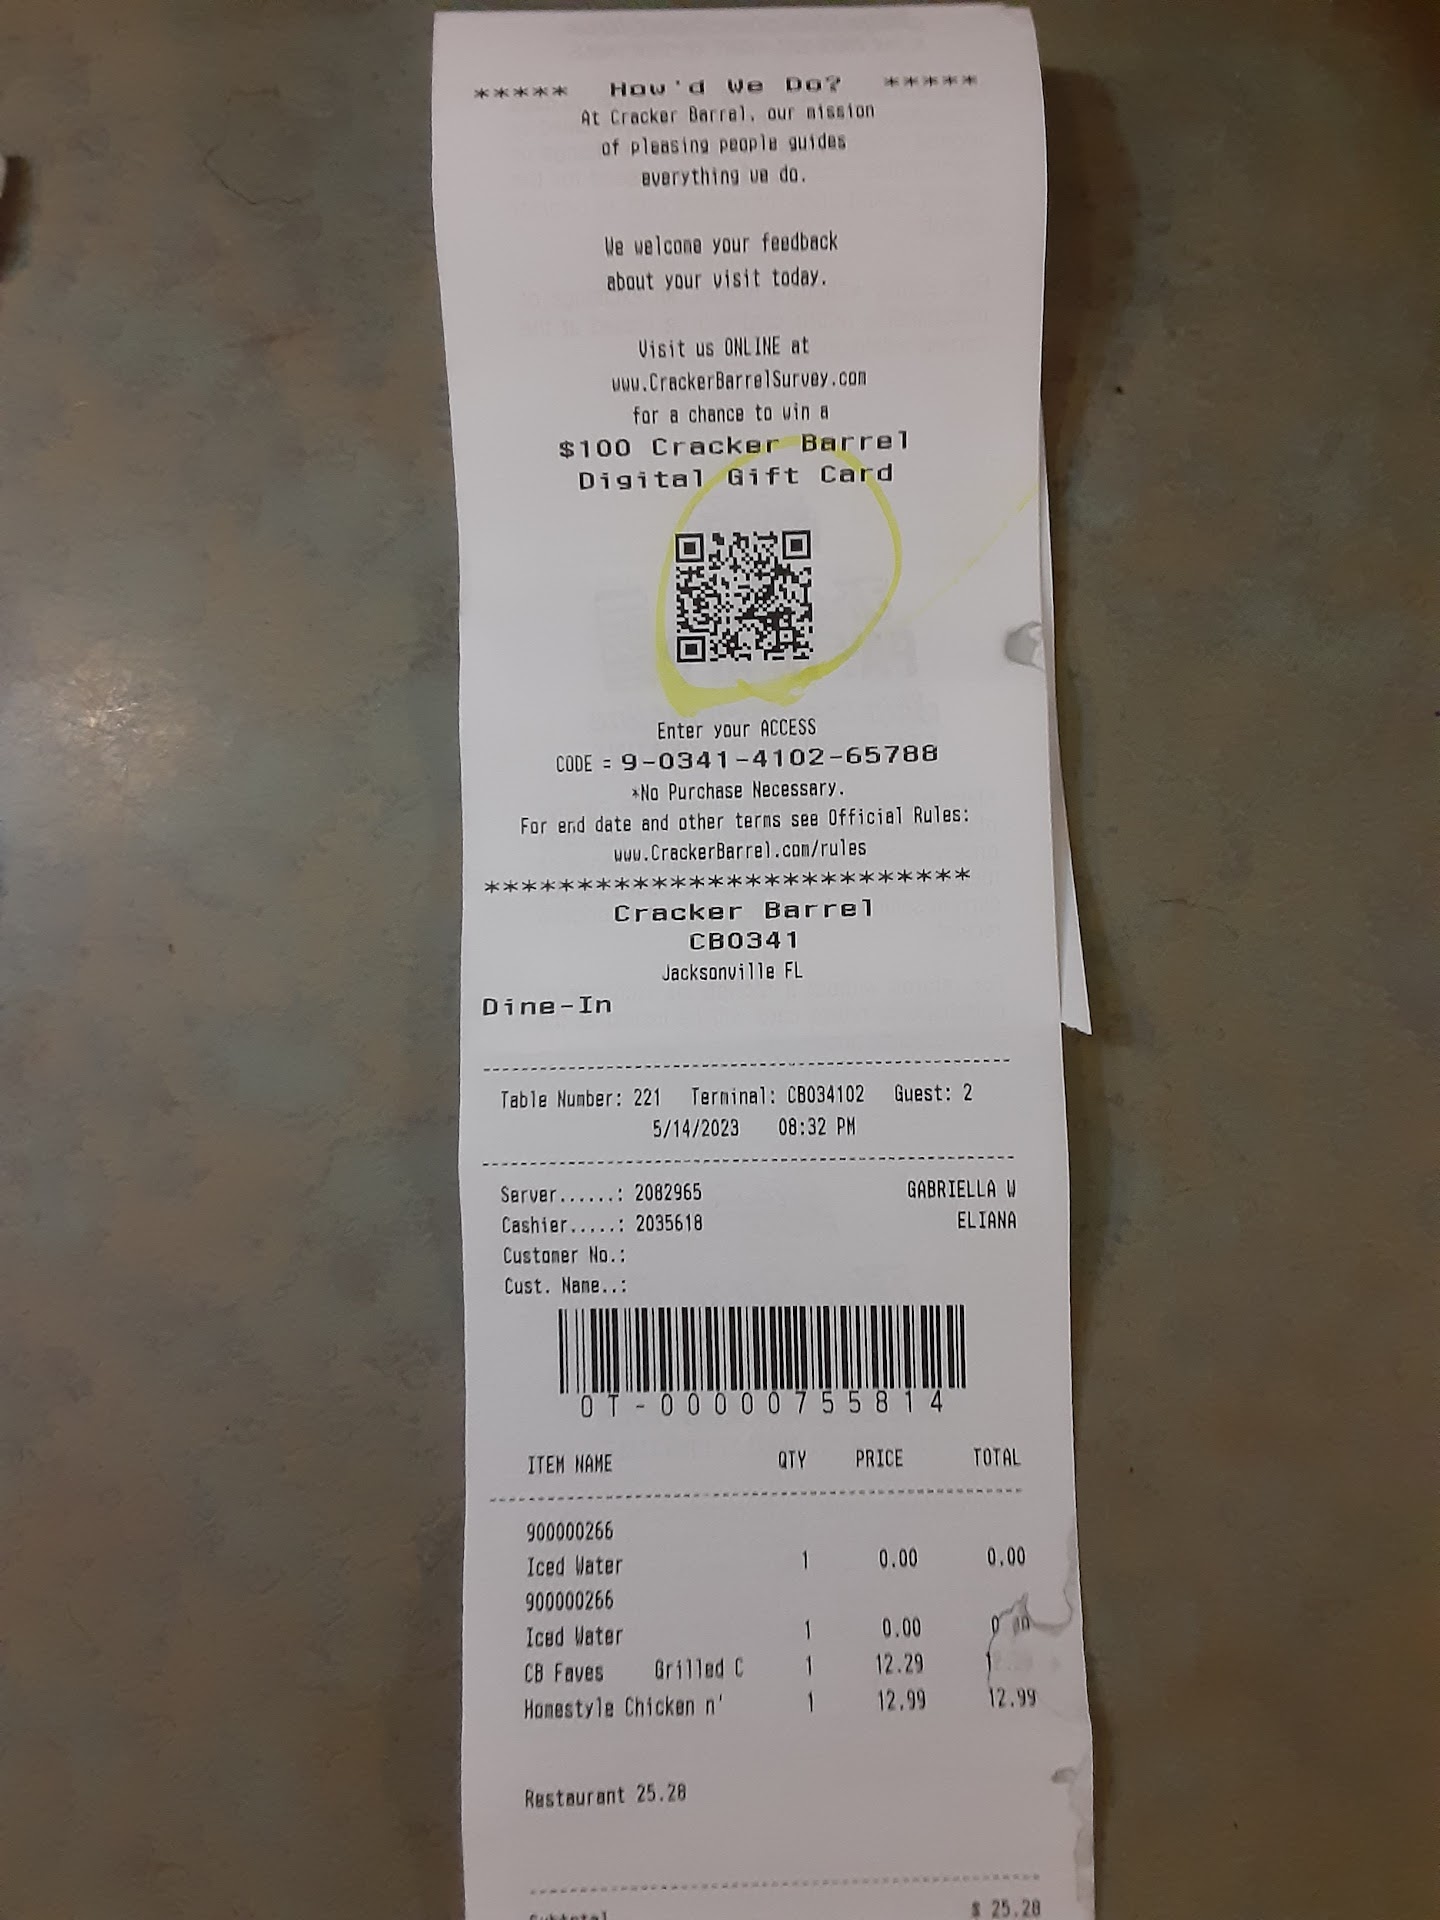 ***** How'd We Do? *****
At Cracker Barrel, our mission
of pleasing people guides
everything we do.
We welcome your feedback
about your visit today.
Visit us ONLINE at
www.CrackerBarrelSurvey.com
for a chance to win a
$100 Cracker Barrel
Digital Gift Card
Enter your ACCESS
CODE = 9-0341-4102-65788
*No Purchase Necessary.
For end date and other terms see Official Rules:
www.CrackerBarrel.com/rules
**************************
Cracker Barrel
CB0341
Jacksonville FL
Dine-In
Table Number: 221 Terminal: CB034102 Guest: 2
5/14/2023 08:32 PM
Server......: 2082965 GABRIELLA W
Cashier.....: 2035618 ELIANA
Customer No.:
Cust. Name..:
OT-00000755814
ITEM NAME QTY PRICE TOTAL
900000266
Iced Water 1 0.00 0.00
900000266
Iced Water 1 0.00
CB Faves Grilled C 1 12.29
Homestyle Chicken n' 1 12.99 12.99
Restaurant 25.28
Subtotal $ 25.28